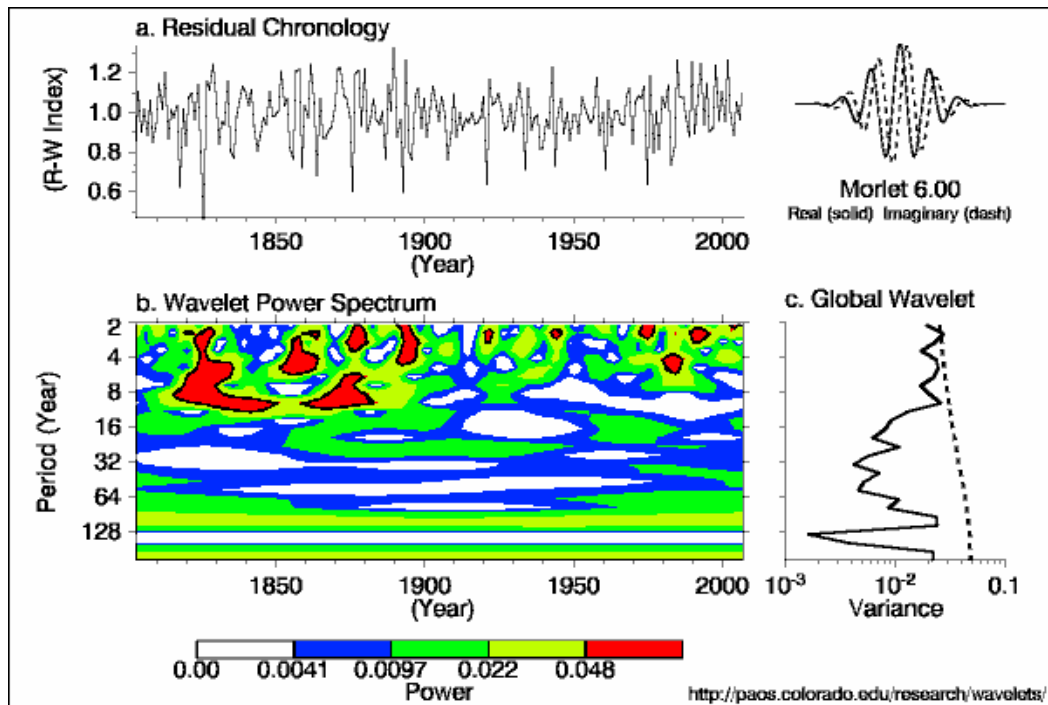 a. Residual Chronology
(R-W Index)
1.2
1.0
0.8
0.6
1850
1900
1950
2000
(Year)
Morlet 6.00
Real (solid) Imaginary (dash)
b. Wavelet Power Spectrum
Period (Year)
2
4
8
16
32
64
128
1850
1900
1950
2000
(Year)
c. Global Wavelet
10-3
10-2
0.1
Variance
0.00
0.0041
0.0097
0.022
0.048
Power
http://paos.colorado.edu/research/wavelets/